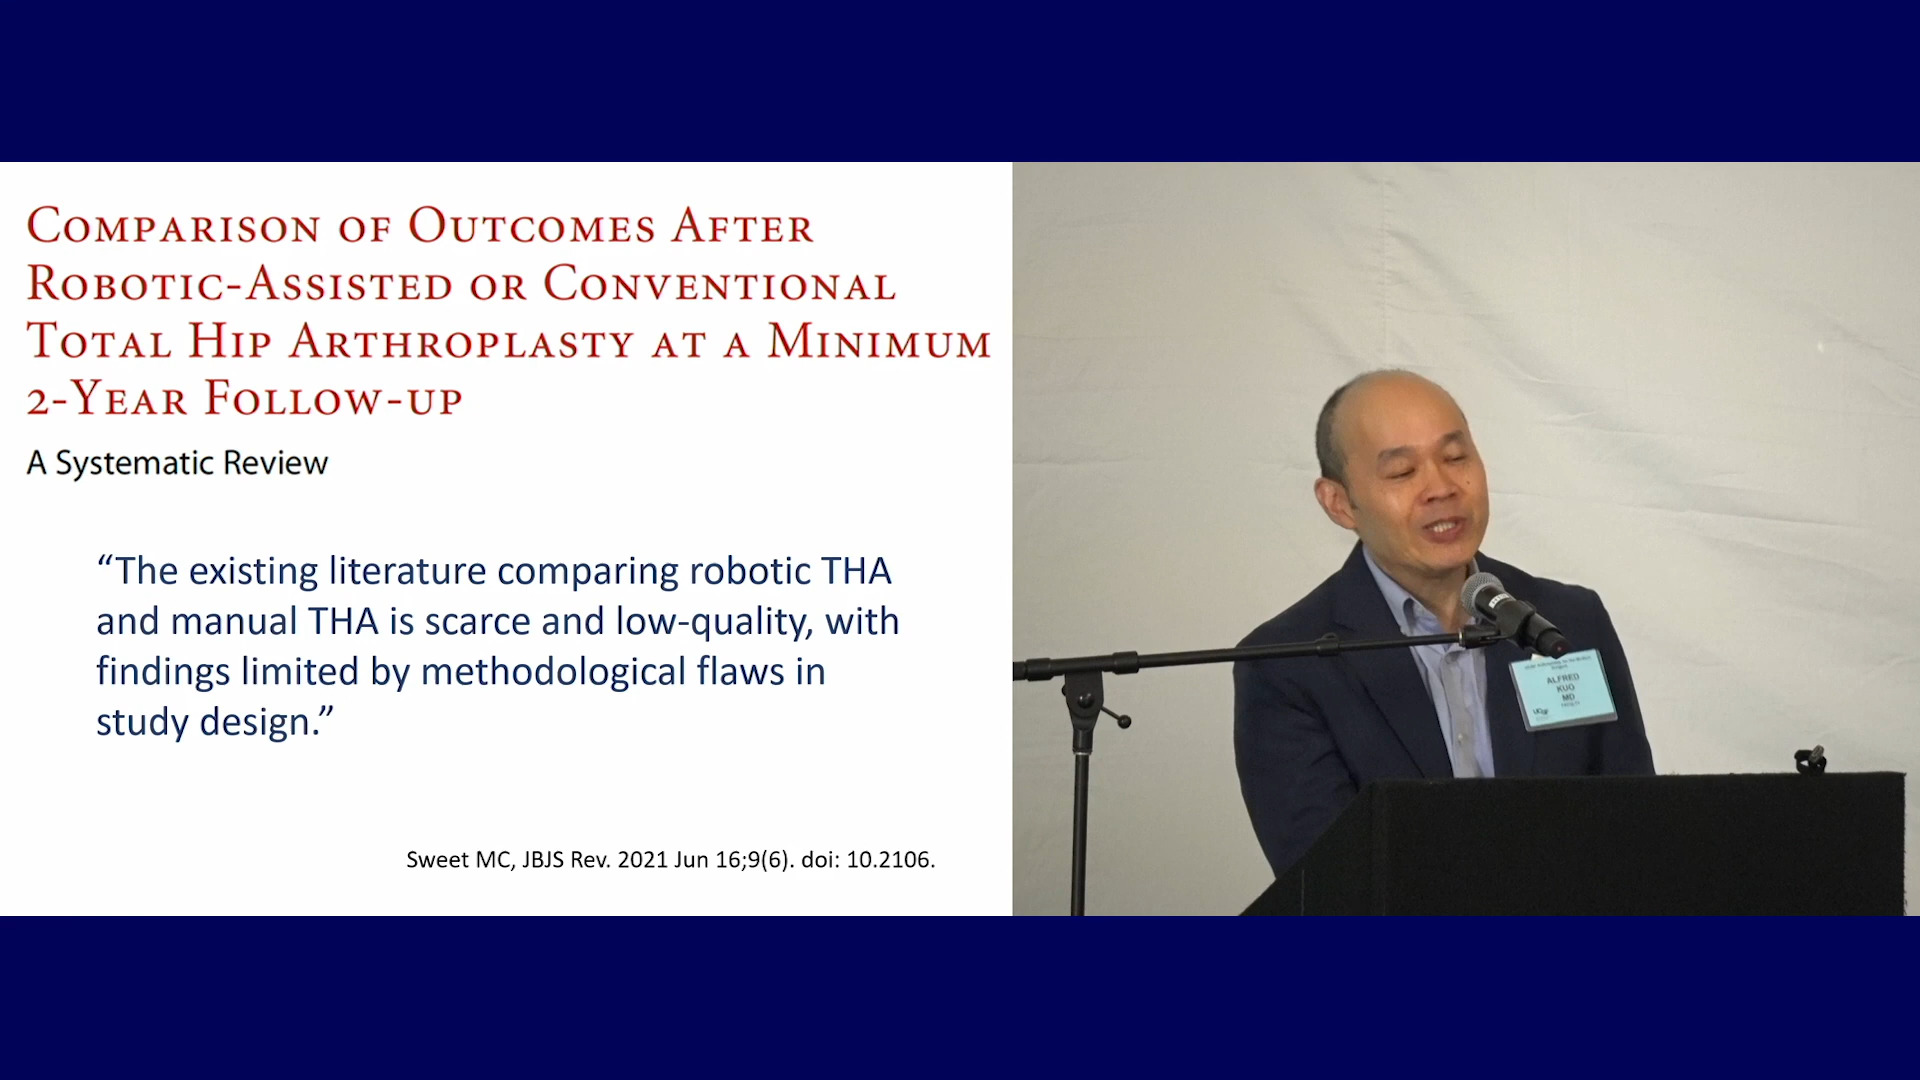 COMPARISON OF OUTCOMES AFTER
ROBOTIC-ASSISTED OR CONVENTIONAL
TOTAL HIP ARTHROPLASTY AT A MINIMUM
2-YEAR FOLLOW-UP
A Systematic Review
“The existing literature comparing robotic THA
and manual THA is scarce and low-quality, with
findings limited by methodological flaws in
study design.”
Sweet MC, JBJS Rev. 2021 Jun 16;9(6). doi: 10.2106.
ALFRED
KUO
MD
FACULTY
UCSF